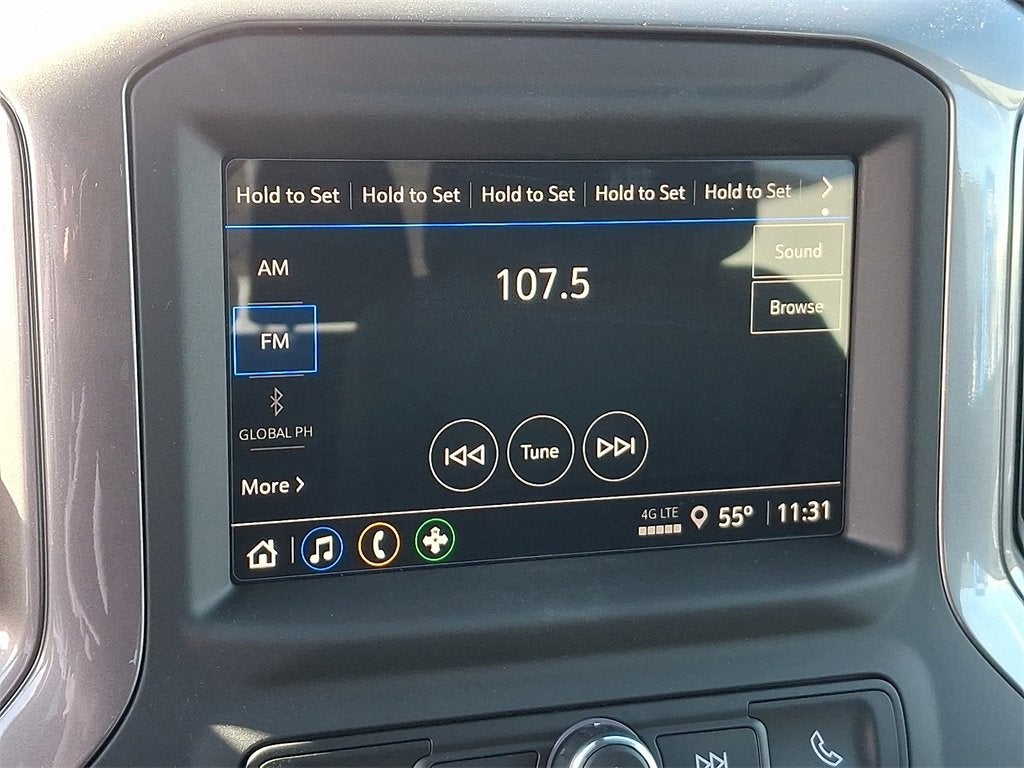 Hold to Set Hold to Set Hold to Set Hold to Set Hold to Set
Sound
AM
107.5
Browse
FM
GLOBAL PH
Tune
More
4G LTE 55° 11:31